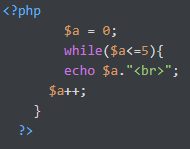 <?php
$a = 0;
while($a<=5){
echo $a."<br>";
$a++;
}
?>